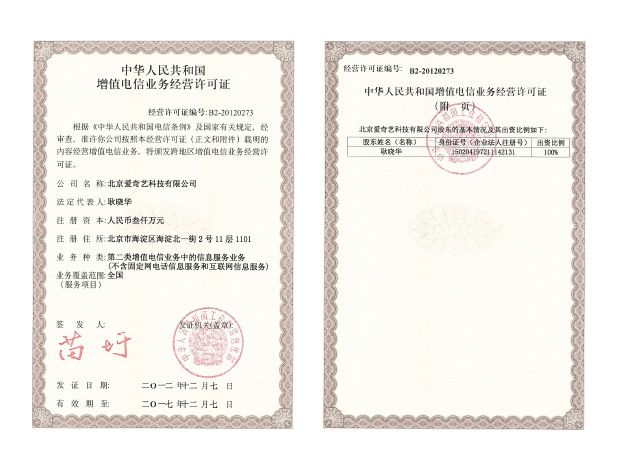 中华人民共和国
增值电信业务经营许可证
经营许可证编号: B2-20120273
根据《中华人民共和国电信条例》及国家有关规定、经
审查，准许你公司按照本经营许可证（正文和附件）载明的
内容经营增值电信业务。特颁发跨地区增值电信业务经营许
可证。
公 司 名 称: 北京爱奇艺科技有限公司
法定代表人: 耿晓华
注 册 资 本: 人民币叁仟万元
注 册 住 所: 北京市海淀区海淀北一街2号11层1101
业 务 种 类: 第二类增值电信业务中的信息服务业务
(不含固定网电话信息服务和互联网信息服务)
业务覆盖范围: 全国
(服务项目)
签 发 人:
发证机关(盖章):
苗圩
发 证 日 期: 二〇一二年十二月七日
有 效 期 至: 二〇一七年十二月七日
经营许可证编号: B2-20120273
中华人民共和国增值电信业务经营许可证
(附 页)
北京爱奇艺科技有限公司股东的基本情况及其出资比例如下:
股东姓名（名称） 身份证号（企业法人注册号） 出资比例
耿晓华 150204197211142131 100%